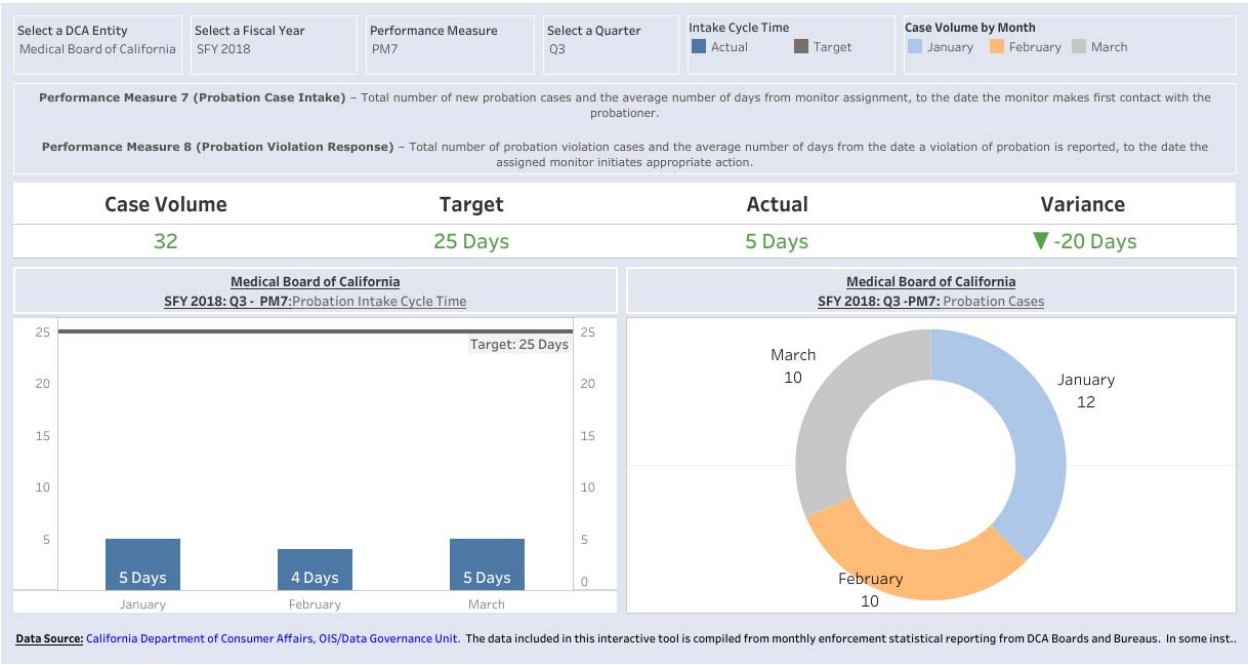 Select a DCA Entity
Medical Board of California
Select a Fiscal Year
SFY 2018
Performance Measure
PM7
Select a Quarter
Q3
Intake Cycle Time
Actual Target
Case Volume by Month
January February March
Performance Measure 7 (Probation Case Intake) – Total number of new probation cases and the average number of days from monitor assignment, to the date the monitor makes first contact with the
probationer.
Performance Measure 8 (Probation Violation Response) – Total number of probation violation cases and the average number of days from the date a violation of probation is reported, to the date the
assigned monitor initiates appropriate action.
Case Volume Target Actual Variance
32 25 Days 5 Days ▼ -20 Days
Medical Board of California
SFY 2018: Q3 - PM7:Probation Intake Cycle Time
25 25
Target: 25 Days
20 20
15 15
10 10
5 5
0
5 Days 4 Days 5 Days
January February March
Medical Board of California
SFY 2018: Q3 -PM7: Probation Cases
March
10
January
12
February
10
Data Source: California Department of Consumer Affairs, OIS/Data Governance Unit. The data included in this interactive tool is compiled from monthly enforcement statistical reporting from DCA Boards and Bureaus. In some inst..